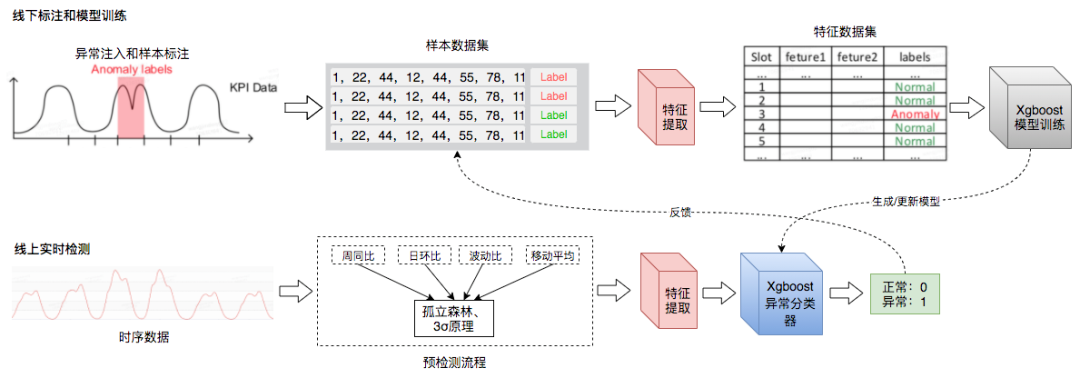 线下标注和模型训练
异常注入和样本标注
Anomaly labels
KPI Data
样本数据集
1, 22, 44, 12, 44, 55, 78, 11 Label
1, 22, 44, 12, 44, 55, 78, 11 Label
1, 22, 44, 12, 44, 55, 78, 11 Label
1, 22, 44, 12, 44, 55, 78, 11 Label
特征
提取
特征数据集
Slot feture1 feture2 labels
... ... ... ...
1 Normal
2 Normal
3 Anomaly
4 Normal
5 Normal
... ... ... ...
Xgboost
模型训练
反馈
生成/更新模型
线上实时检测
时序数据
周同比
日环比
波动比
移动平均
孤立森林、
3σ原理
预检测流程
特征
提取
Xgboost
异常分类
器
正常：0
异常：1